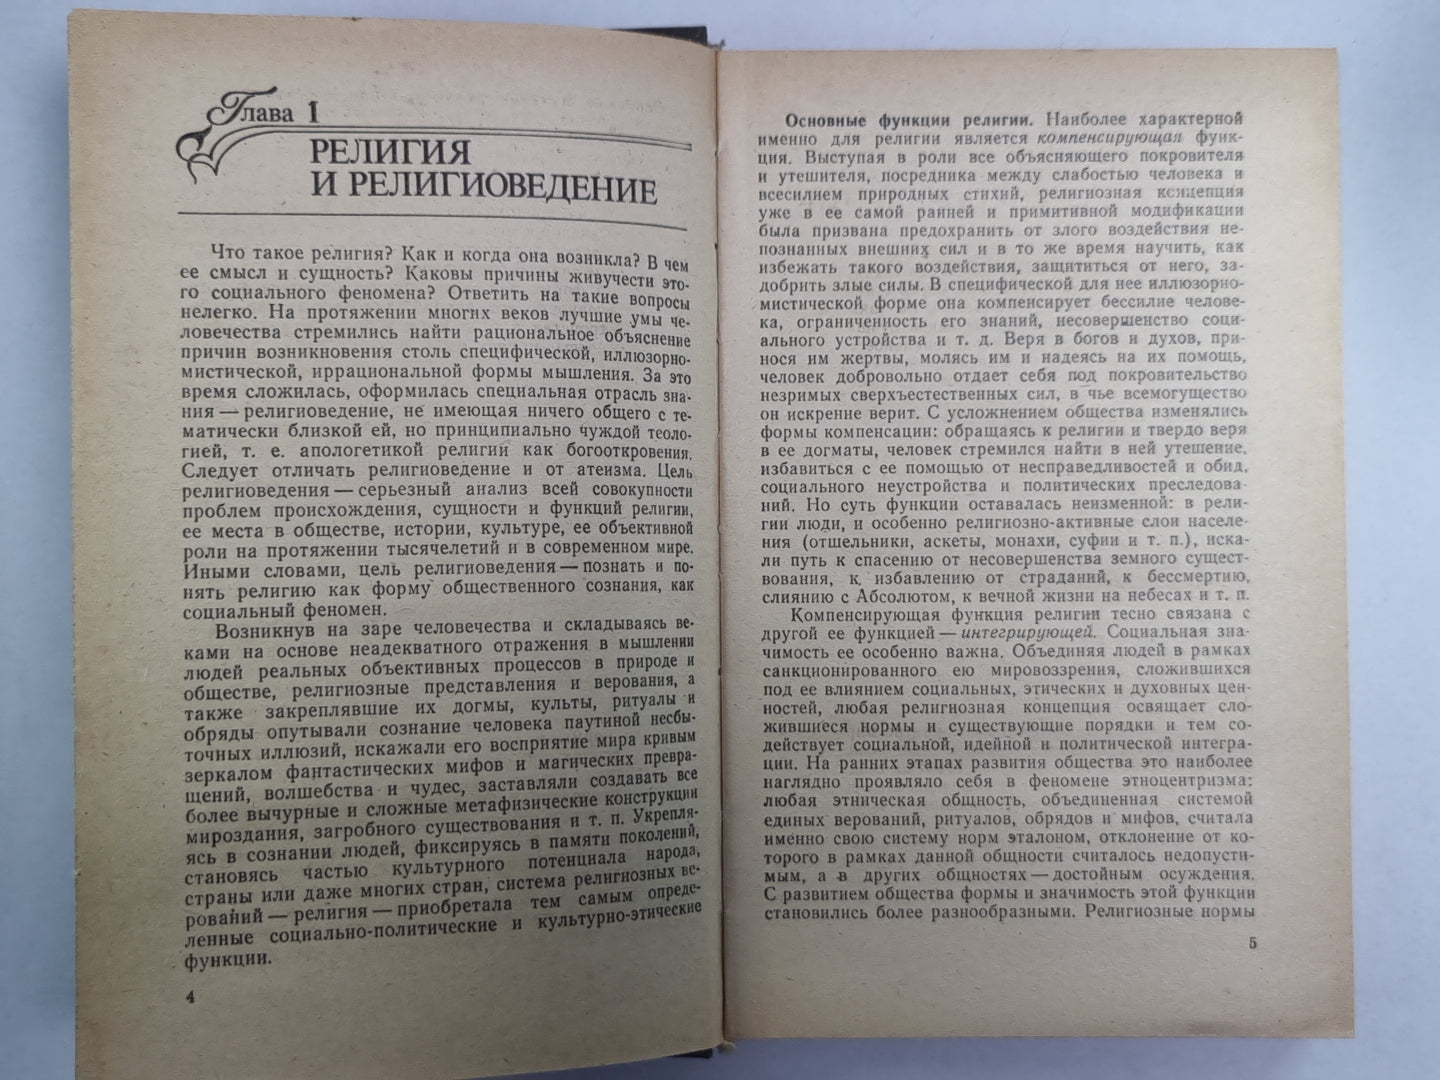 Глава 1
РЕЛИГИЯ
И РЕЛИГИОВЕДЕНИЕ
Что такое религия? Как и когда она возникла? В чем
ее смысл и сущность? Каковы причины живучести это-
го социального феномена? Ответить на такие вопросы
нелегко. На протяжении многих веков лучшие умы че-
ловечества стремились найти рациональное объяснение
причин возникновения столь специфической, иллюзорно-
мистической, иррациональной формы мышления. За это
время сложилась, оформилась специальная отрасль зна-
ния — религиоведение, не имеющая ничего общего с те-
матически близкой ей, но принципиально чуждой теоло-
гией, т. е. апологетикой религий как богооткровения.
Следует отличать религиоведение и от атеизма. Цель
религиоведения — серьезный анализ всей совокупности
проблем происхождения, сущности и функций религии,
ее места в обществе, истории, культуре, ее объективной
роли на протяжении тысячелетий и в современном мире.
Иными словами, цель религиоведения — познать и по-
нять религию как форму общественного сознания, как
социальный феномен.
Возникнув на заре человечества и складываясь ве-
ками на основе неадекватного отражения в мышлении
людей реальных объективных процессов в природе и
обществе, религиозные представления и верования, а
также закреплявшие их догмы, культы, ритуалы и
обряды опутывали сознание человека паутиной несбы-
точных иллюзий, искажали его восприятие мира кривым
зеркалом фантастических мифов и магических превра-
щений, волшебства и чудес, заставляли создавать все
более вычурные и сложные метафизические конструкции
мироздания, загробного существования и т. п. Укрепля-
ясь в сознании людей, фиксируясь в памяти поколений,
становясь частью культурного потенциала народа,
страны или даже многих стран, система религиозных ве-
рований — религия — приобретала тем самым опреде-
ленные социально-политические и культурно-этические
функции.
4
Основные функции религии. Наиболее характерной
именно для религии является компенсирующая функ-
ция. Выступая в роли все объясняющего покровителя
и утешителя, посредника между слабостью человека и
всесилием природных стихий, религиозная концепция
уже в ее самой ранней и примитивной модификации
была призвана предохранить от злого воздействия не-
познанных внешних сил и в то же время научить, как
избежать такого воздействия, защититься от него, за-
добрить злые силы. В специфической для нее иллюзорно-
мистической форме она компенсирует бессилие челове-
ка, ограниченность его знаний, несовершенство соци-
ального устройства и т. д. Веря в богов и духов, при-
нося им жертвы, молясь им и надеясь на их помощь,
человек добровольно отдает себя под покровительство
незримых сверхъестественных сил, в чье всемогущество
он искренне верит. С усложнением общества изменялись
формы компенсации: обращаясь к религии и твердо веря
в ее догматы, человек стремился найти в ней утешение,
избавиться с ее помощью от несправедливостей и обид,
социального неустройства и политических преследова-
ний. Но суть функции оставалась неизменной: в рели-
гии люди, и особенно религиозно-активные слои населе-
ния (отшельники, аскеты, монахи, суфии и т. п.), иска-
ли путь к спасению от несовершенства земного сущест-
вования, к избавлению от страданий, к бессмертию,
слиянию с Абсолютом, к вечной жизни на небесах и т. п.
Компенсирующая функция религии тесно связана с
другой ее функцией — интегрирующей. Социальная зна-
чимость ее особенно важна. Объединяя людей в рамках
санкционированного ею мировоззрения, сложившихся
под ее влиянием социальных, этических и духовных цен-
ностей, любая религиозная концепция освящает сло-
жившиеся нормы и существующие порядки и тем со-
действует социальной, идейной и политической интегра-
ции. На ранних этапах развития общества это наиболее
наглядно проявляло себя в феномене этноцентризма:
любая этническая общность, объединенная системой
единых верований, ритуалов, обрядов и мифов, считала
именно свою систему норм эталоном, отклонение от ко-
торого в рамках данной общности считалось недопусти-
мым, а в других общностях — достойным осуждения.
С развитием общества формы и значимость этой функции
становились более разнообразными. Религиозные нормы
5